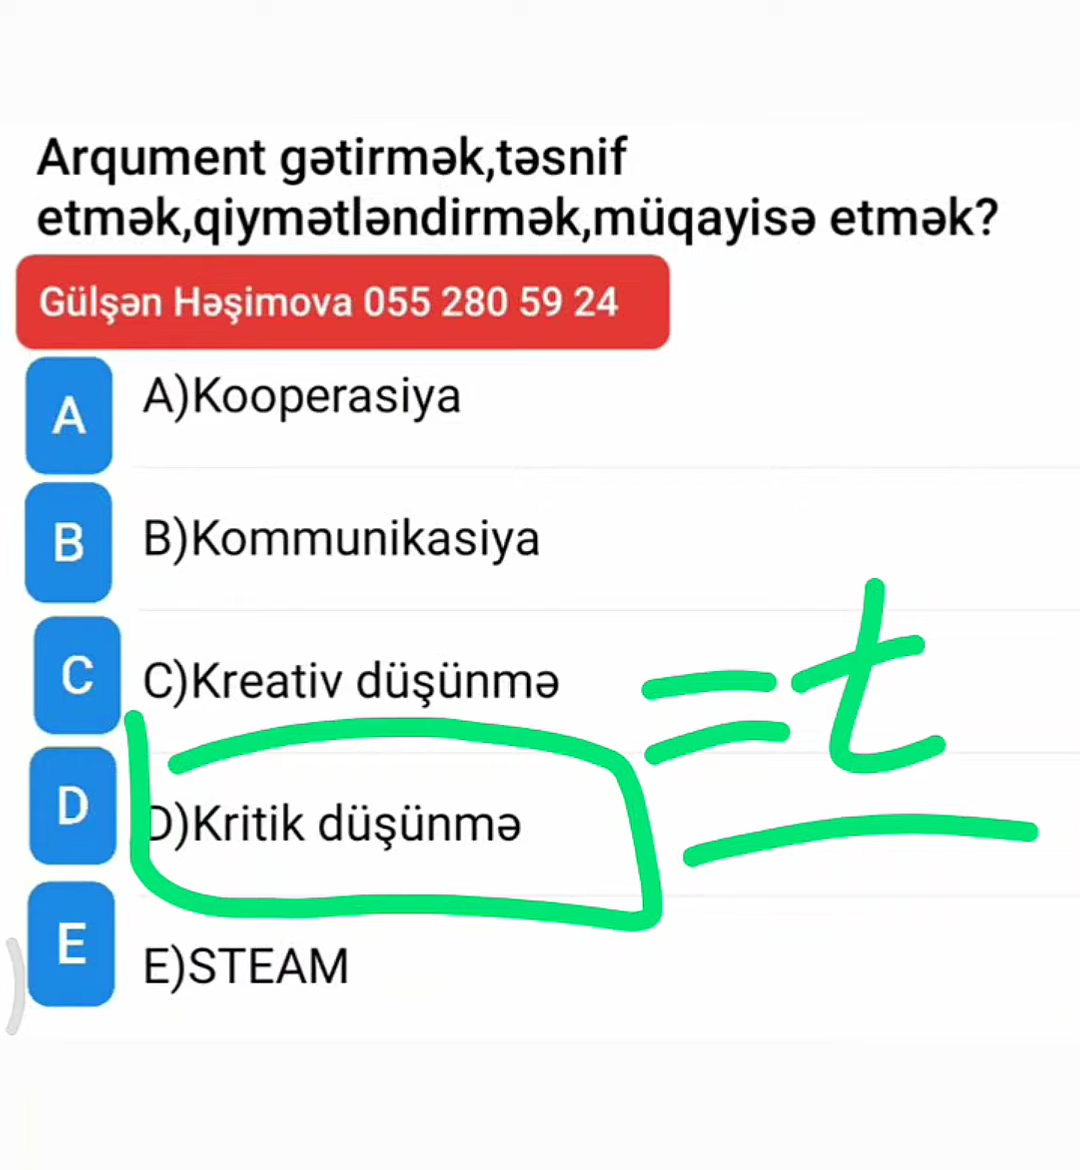 Arqument gətirmək,təsnif
etmək,qiymətləndirmək,müqayisə etmək?
Gülşən Həşimova 055 280 59 24
A A)Kooperasiya
B B)Kommunikasiya
C C)Kreativ düşünmə = t
D D)Kritik düşünmə
E E)STEAM